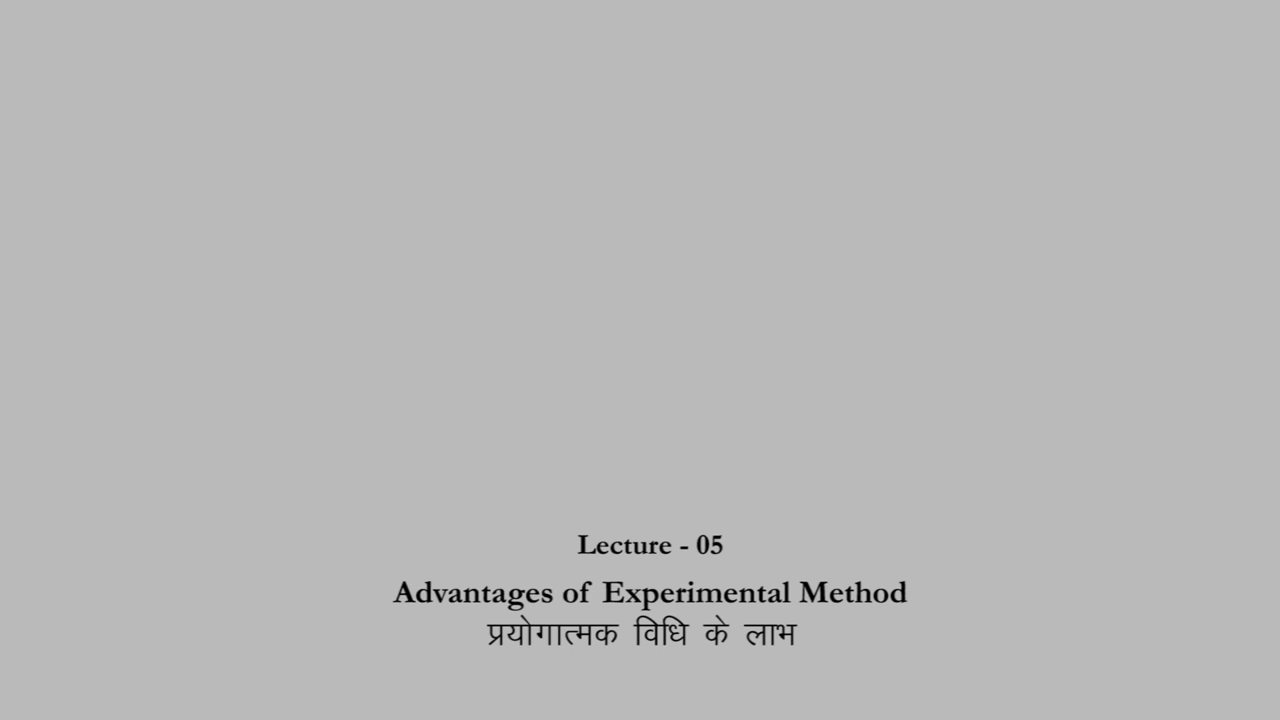 Lecture - 05
Advantages of Experimental Method
प्रयोगात्मक विधि के लाभ